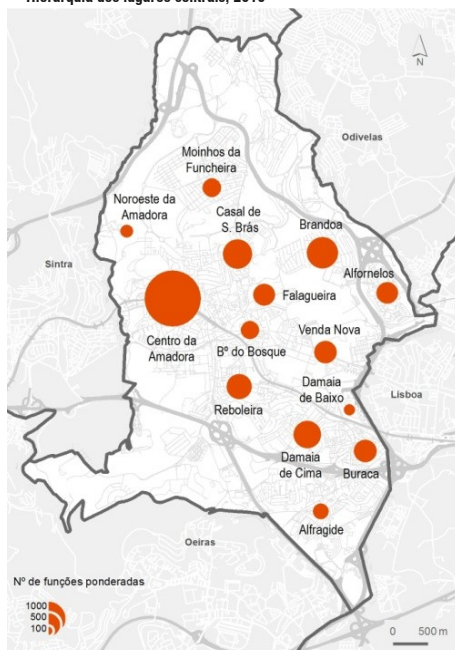 Hierarquia dos lugares centrais, 2015
N
Odivelas
Moinhos da
Funcheira
Noroeste da
Amadora
Casal de
S. Brás
Brandoa
Alfornelos
Sintra
Falagueira
Centro da
Amadora
Bº do Bosque
Venda Nova
Damaia
de Baixo
Lisboa
Reboleira
Damaia
de Cima
Buraca
Alfragide
Oeiras
Nº de funções ponderadas
1000
500
100
0 500 m